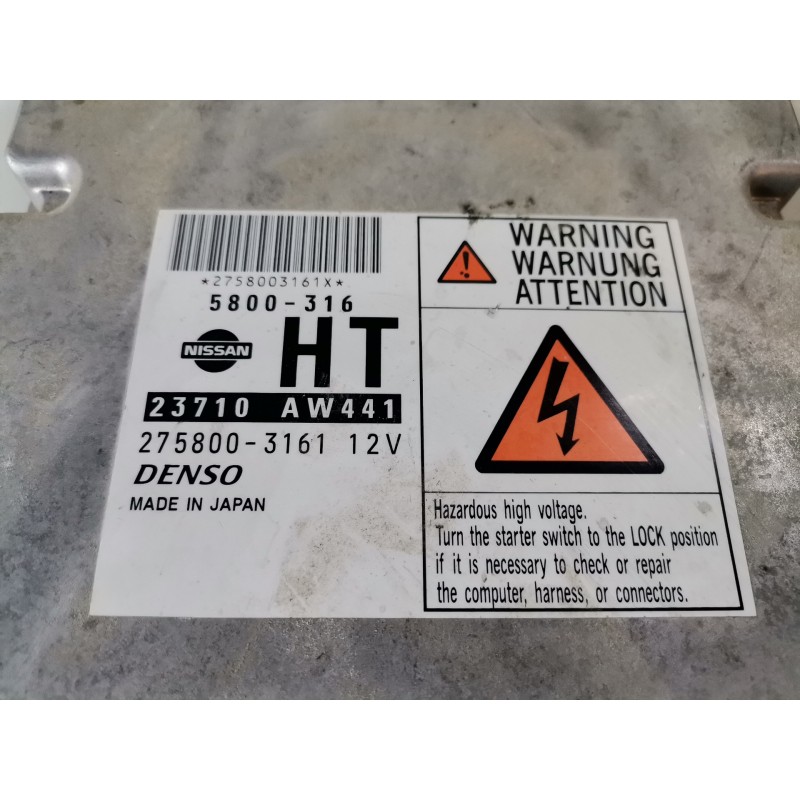 *2758003161X*
5800-316
NISSAN
HT
23710 AW441
275800-3161 12V
DENSO
MADE IN JAPAN
WARNING
WARNUNG
ATTENTION
Hazardous high voltage.
Turn the starter switch to the LOCK position
if it is necessary to check or repair
the computer, harness, or connectors.